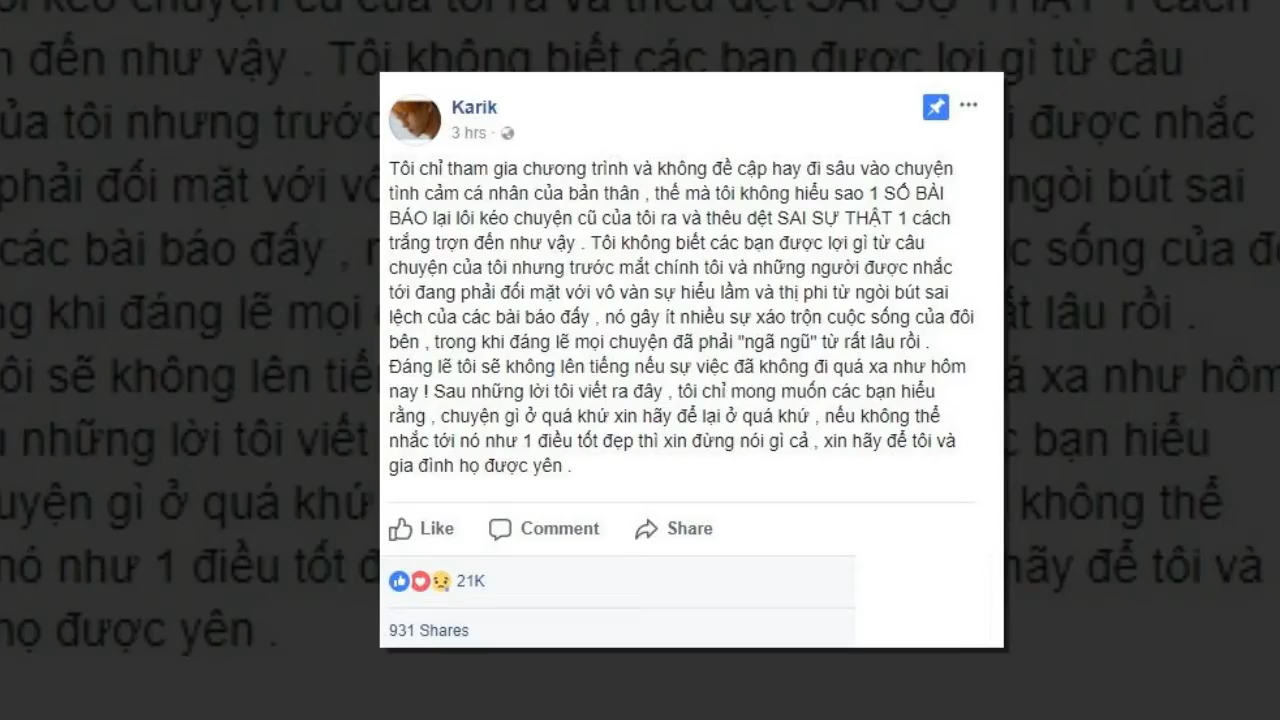 Karik
3 hrs ·
Tôi chỉ tham gia chương trình và không đề cập hay đi sâu vào chuyện
tình cảm cá nhân của bản thân , thế mà tôi không hiểu sao 1 SỐ BÀI
BÁO lại lôi kéo chuyện cũ của tôi ra và thêu dệt SAI SỰ THẬT 1 cách
trắng trợn đến như vậy . Tôi không biết các bạn được lợi gì từ câu
chuyện của tôi nhưng trước mắt chính tôi và những người được nhắc
tới đang phải đối mặt với vô vàn sự hiểu lầm và thị phi từ ngòi bút sai
lệch của các bài báo đấy , nó gây ít nhiều sự xáo trộn cuộc sống của đôi
bên , trong khi đáng lẽ mọi chuyện đã phải "ngã ngũ" từ rất lâu rồi .
Đáng lẽ tôi sẽ không lên tiếng nếu sự việc đã không đi quá xa như hôm
nay ! Sau những lời tôi viết ra đây , tôi chỉ mong muốn các bạn hiểu
rằng , chuyện gì ở quá khứ xin hãy để lại ở quá khứ , nếu không thể
nhắc tới nó như 1 điều tốt đẹp thì xin đừng nói gì cả , xin hãy để tôi và
gia đình họ được yên .
Like Comment Share
21K
931 Shares